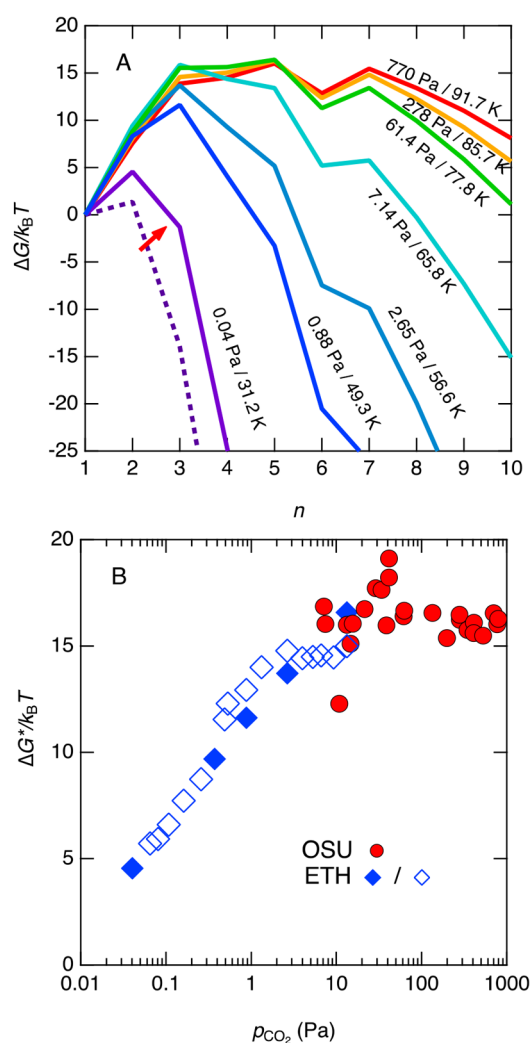 A
20
15
10
5
0
-5
-10
-15
-20
-25
ΔG/k_BT
770 Pa / 91.7 K
278 Pa / 85.7 K
61.4 Pa / 77.8 K
7.14 Pa / 65.8 K
2.65 Pa / 56.6 K
0.88 Pa / 49.3 K
0.04 Pa / 31.2 K
1 2 3 4 5 6 7 8 9 10
n
B
20
15
10
5
0
ΔG*/k_BT
OSU
ETH /
0.01 0.1 1 10 100 1000
p_CO₂ (Pa)